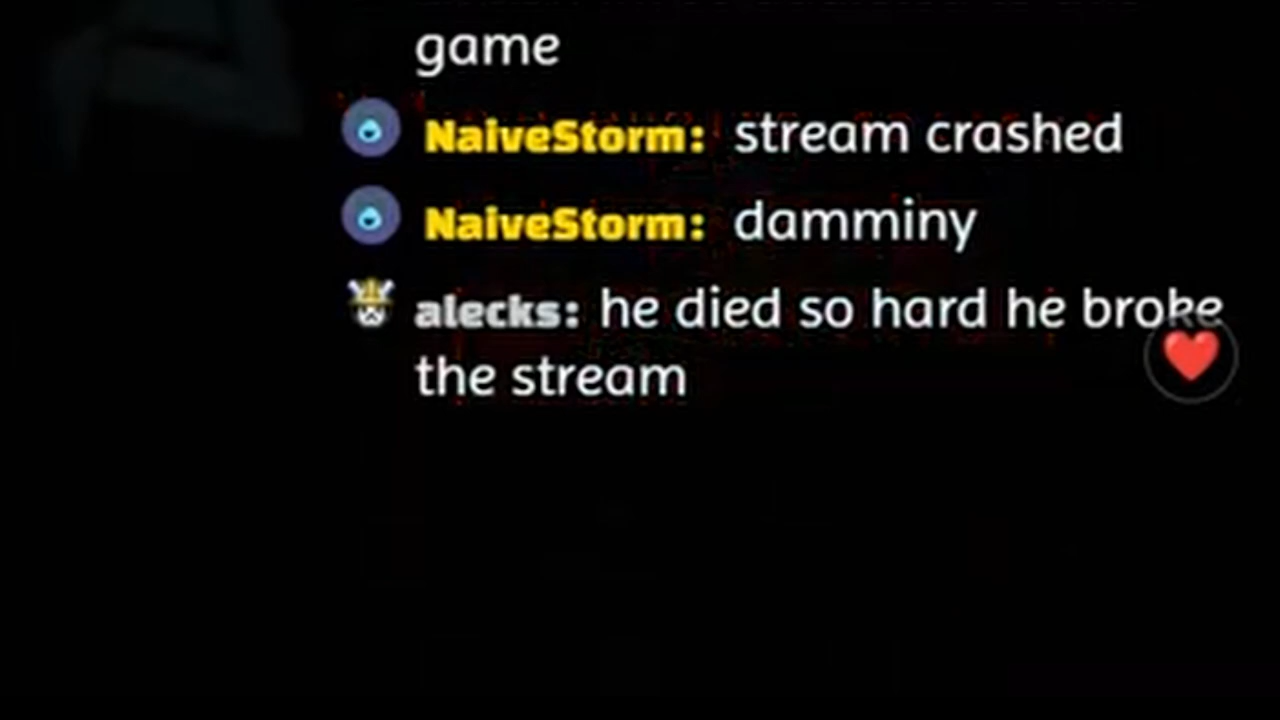 game
NaiveStorm: stream crashed
NaiveStorm: damminy
alecks: he died so hard he broke
the stream